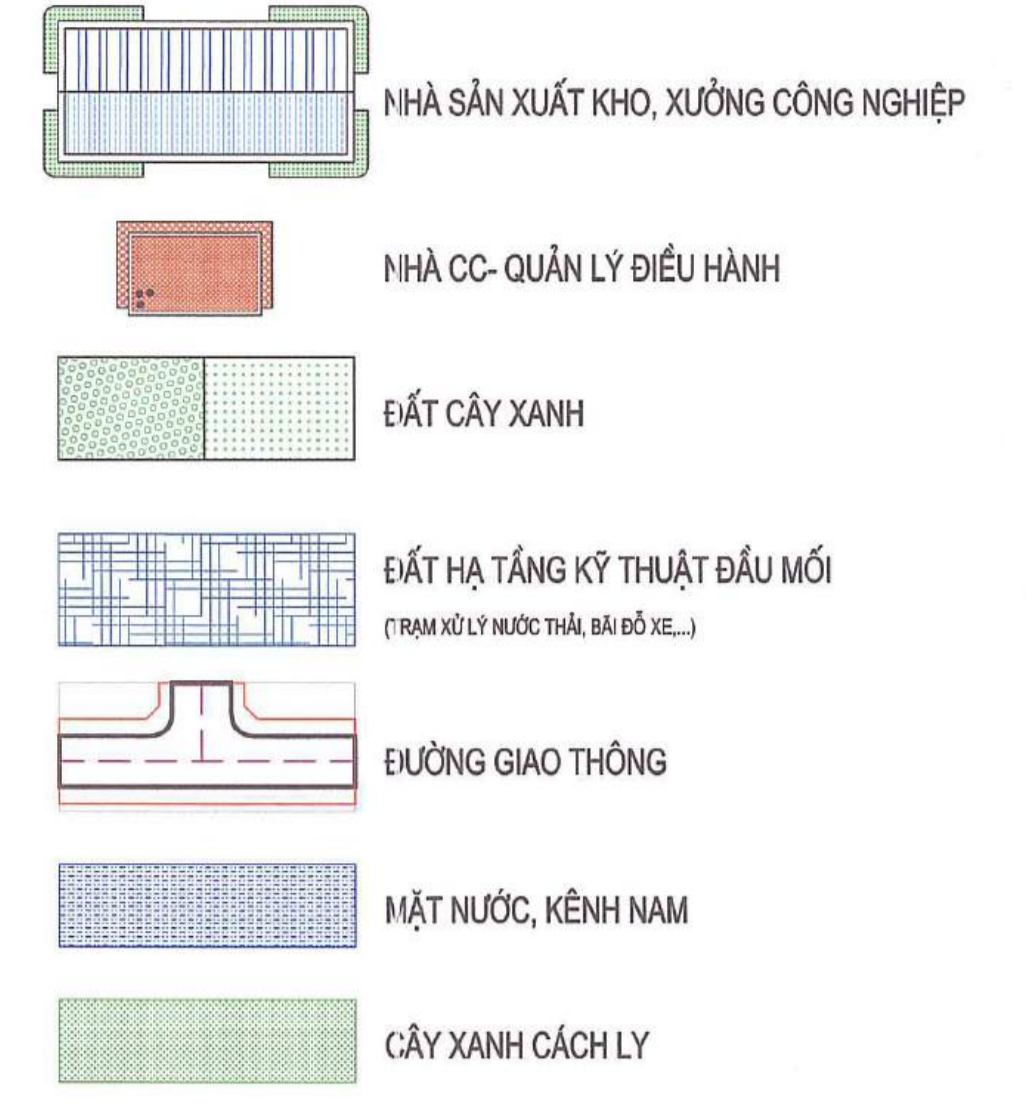 NHÀ SẢN XUẤT KHO, XƯỞNG CÔNG NGHIỆP
NHÀ CC- QUẢN LÝ ĐIỀU HÀNH
ĐẤT CÂY XANH
ĐẤT HẠ TẦNG KỸ THUẬT ĐẦU MỐI
(TRẠM XỬ LÝ NƯỚC THẢI, BÃI ĐỖ XE,...)
ĐƯỜNG GIAO THÔNG
MẶT NƯỚC, KÊNH NAM
CÂY XANH CÁCH LY